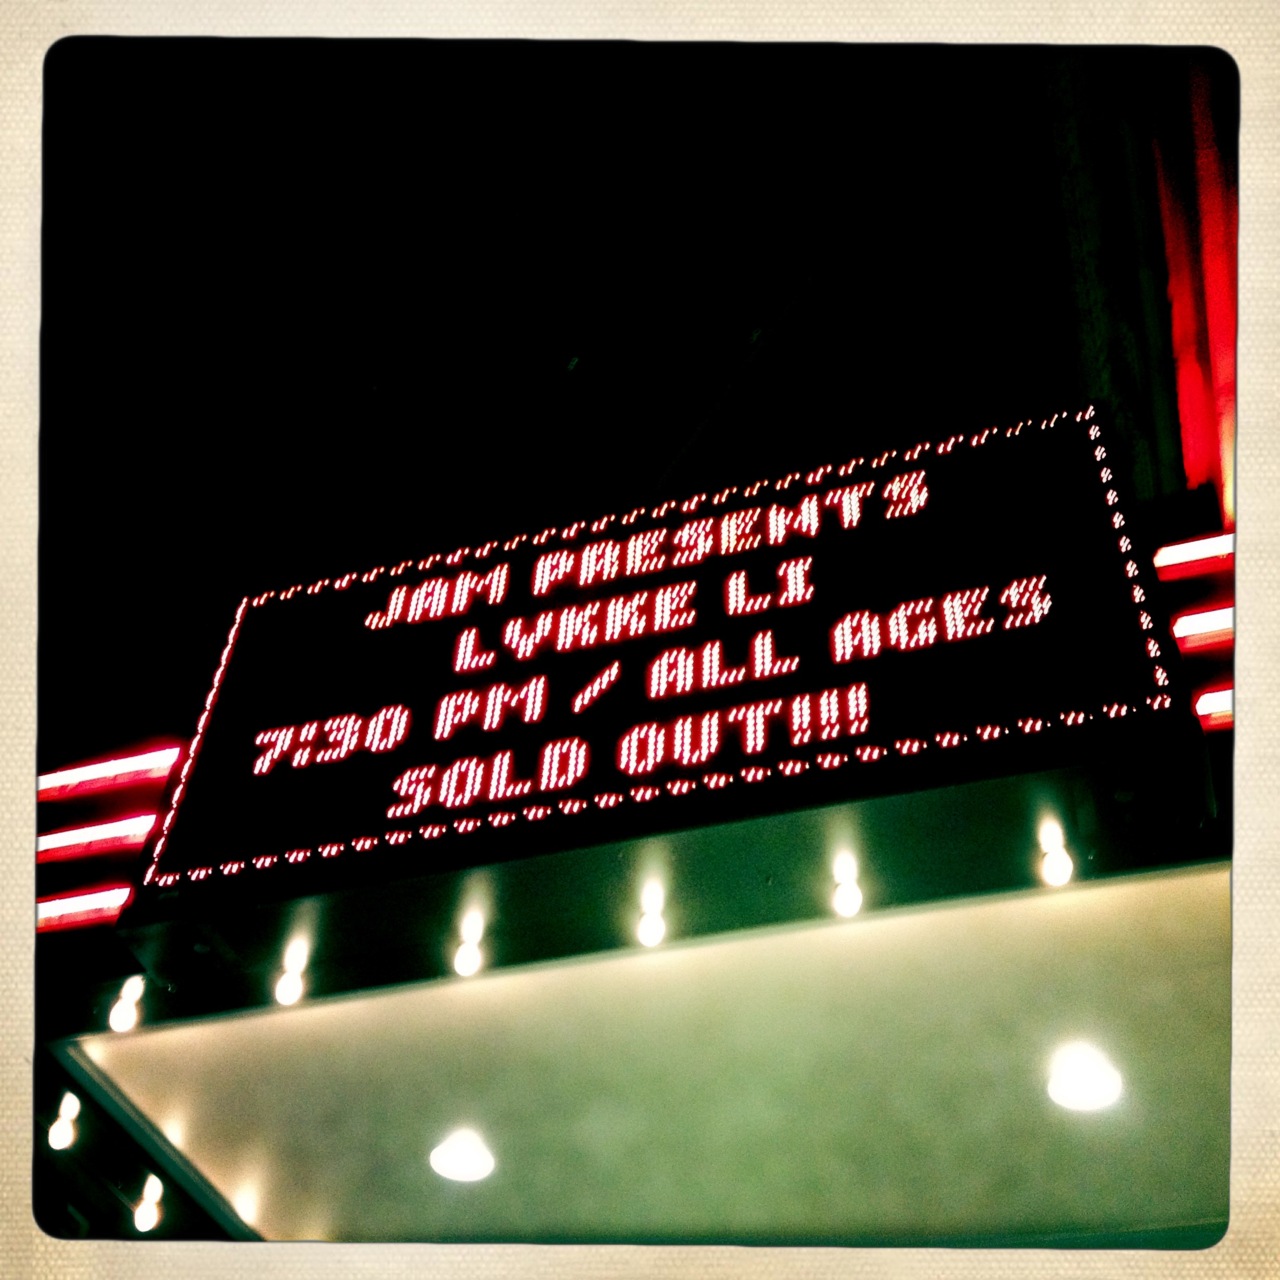 JAM PRESENTS
LYKKE LI
7:30 PM / ALL AGES
SOLD OUT!!!